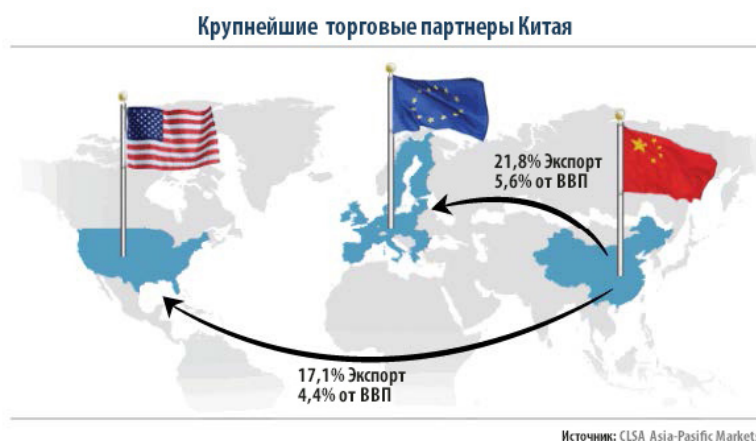 Крупнейшие торговые партнеры Китая
21,8% Экспорт
5,6% от ВВП
17,1% Экспорт
4,4% от ВВП
Источник: CLSA Asia-Pasific Market